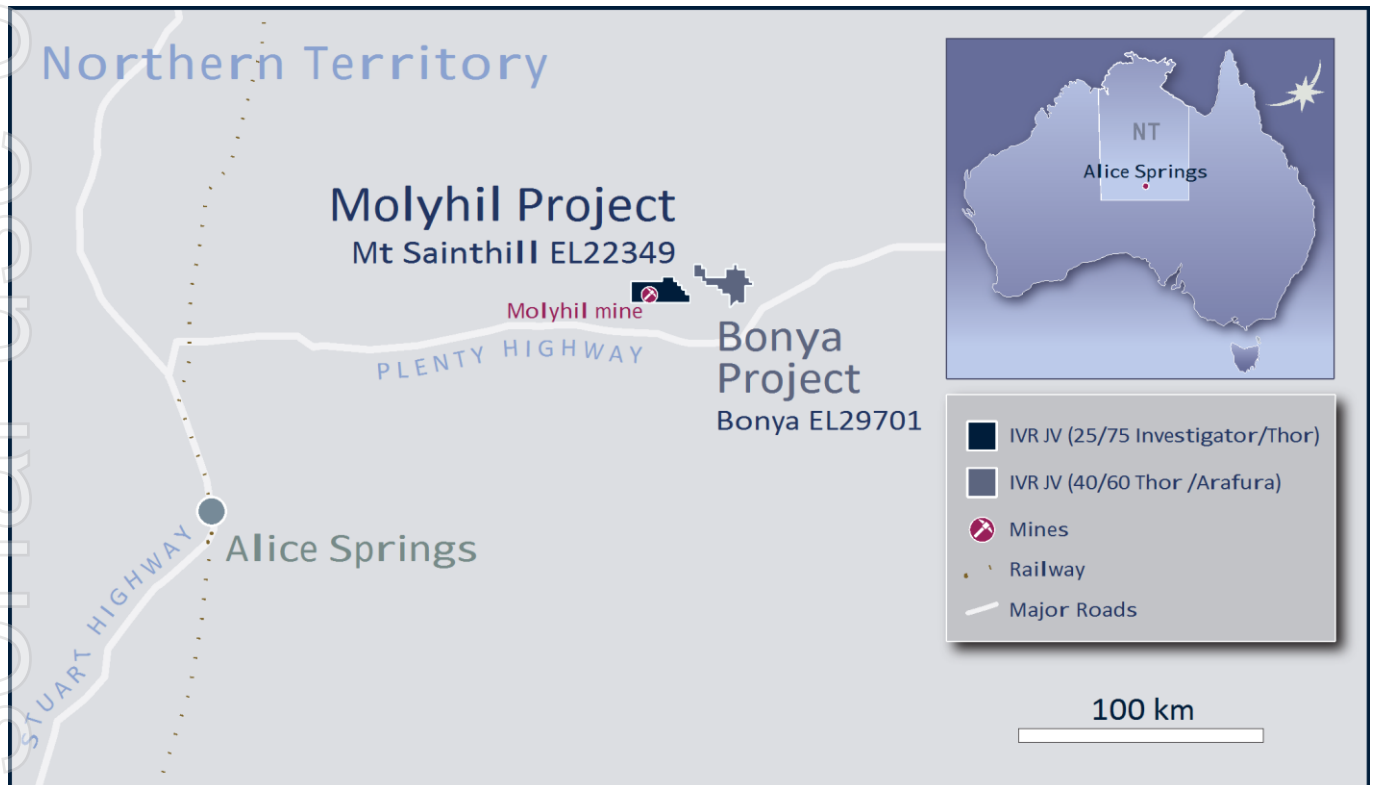 Northern Territory
Molyhil Project
Mt Sainthill EL22349
Molyhil mine
PLENTY HIGHWAY
Bonya
Project
Bonya EL29701
Alice Springs
STUART HIGHWAY
NT
Alice Springs
IVR JV (25/75 Investigator/Thor)
IVR JV (40/60 Thor /Arafura)
Mines
Railway
Major Roads
100 km